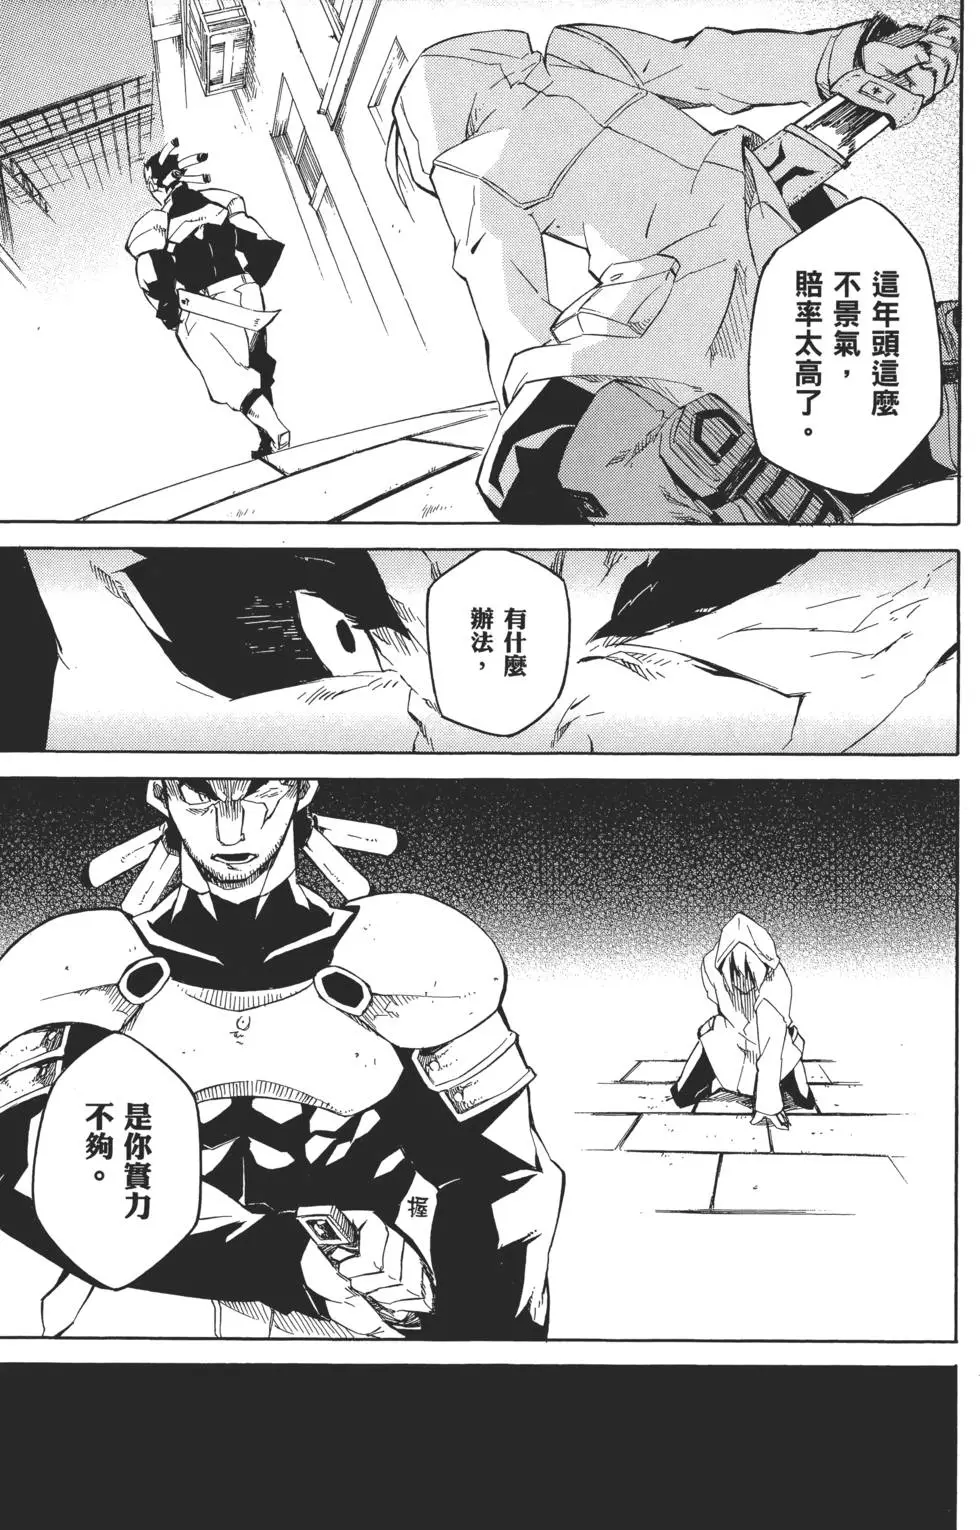 這年頭這麼
不景氣，
賠率太高了。
有什麼
辦法，
是你實力
不夠。
握